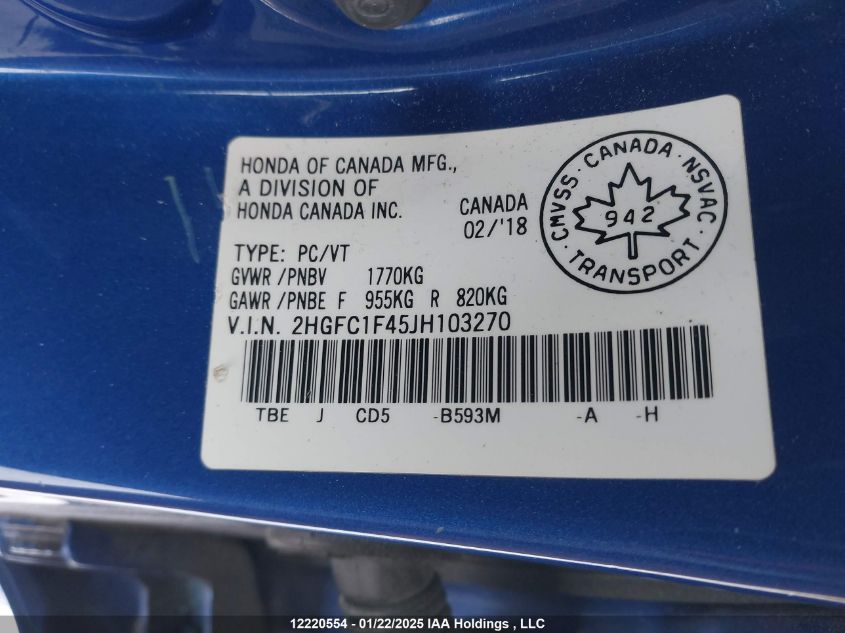 HONDA OF CANADA MFG.,
A DIVISION OF
HONDA CANADA INC.
CANADA
02/'18
TYPE: PC/VT
GVWR /PNBV 1770KG
GAWR /PNBE F 955KG R 820KG
V.I.N. 2HGFC1F45JH103270
TBE J CD5 -B593M -A -H
CMVSS · CANADA · NSVAC · TRANSPORT ·
942
12220554 - 01/22/2025 IAA Holdings , LLC